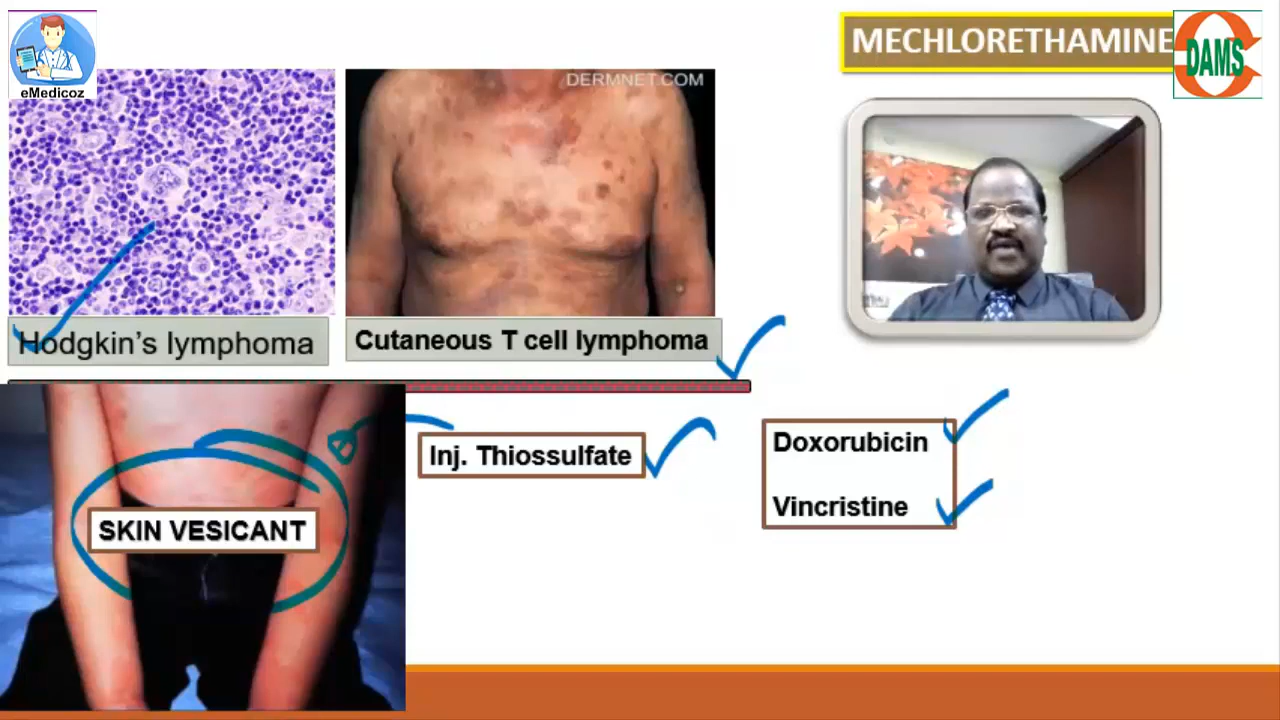 eMedicoz
DERMNET.COM
MECHLORETHAMINE
DAMS
Hodgkin's lymphoma
Cutaneous T cell lymphoma
Inj. Thiossulfate
Doxorubicin
Vincristine
SKIN VESICANT